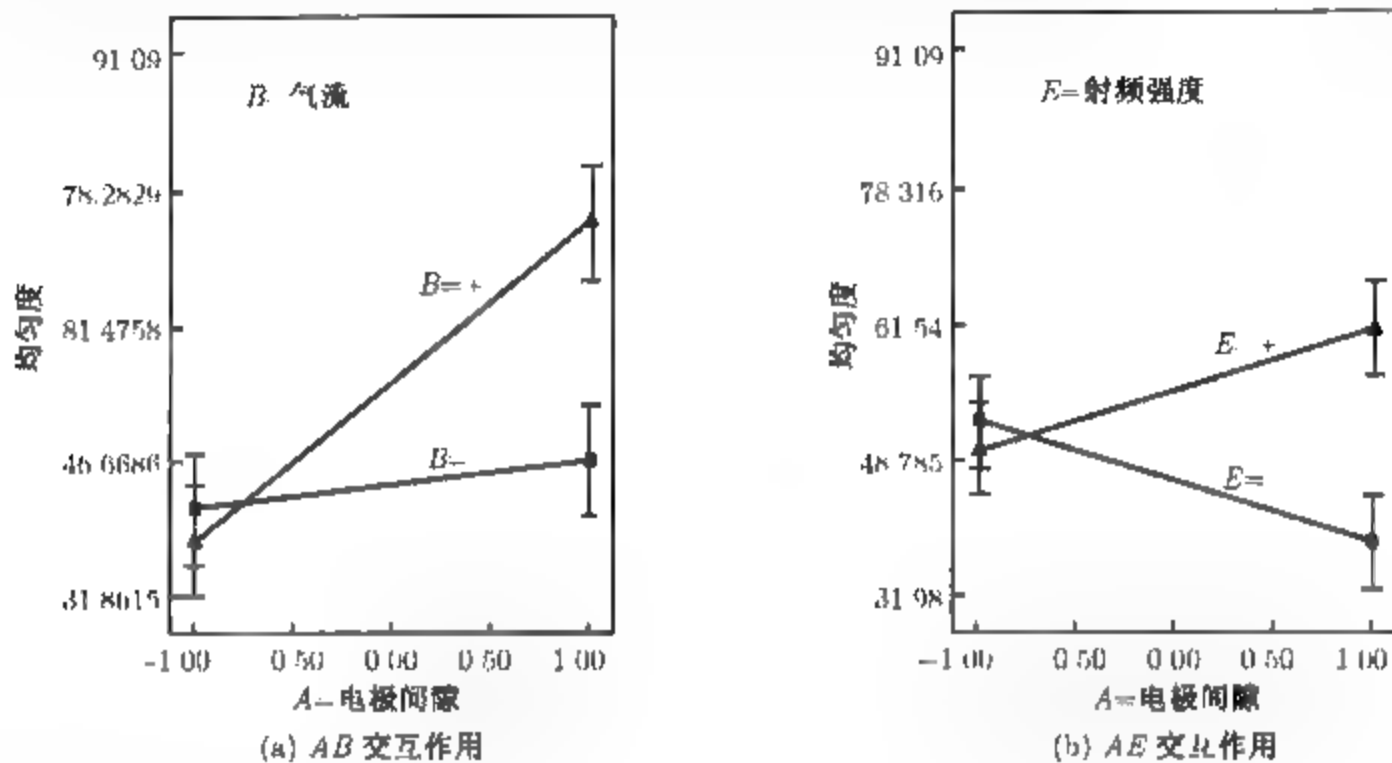 91 09
B= 气流
78.2829
B= +
81.4758
B=
45 6686
31 8615
均匀度
-1 00 0 50 0 00 0 50 1 00
A=电极间隙
(a) AB 交互作用
91 09
E=射频强度
78 316
61 54
E= +
48 785
E=
31 98
均匀度
-1 00 0 50 0 00 0 50 1 00
A=电极间隙
(b) AE 交互作用